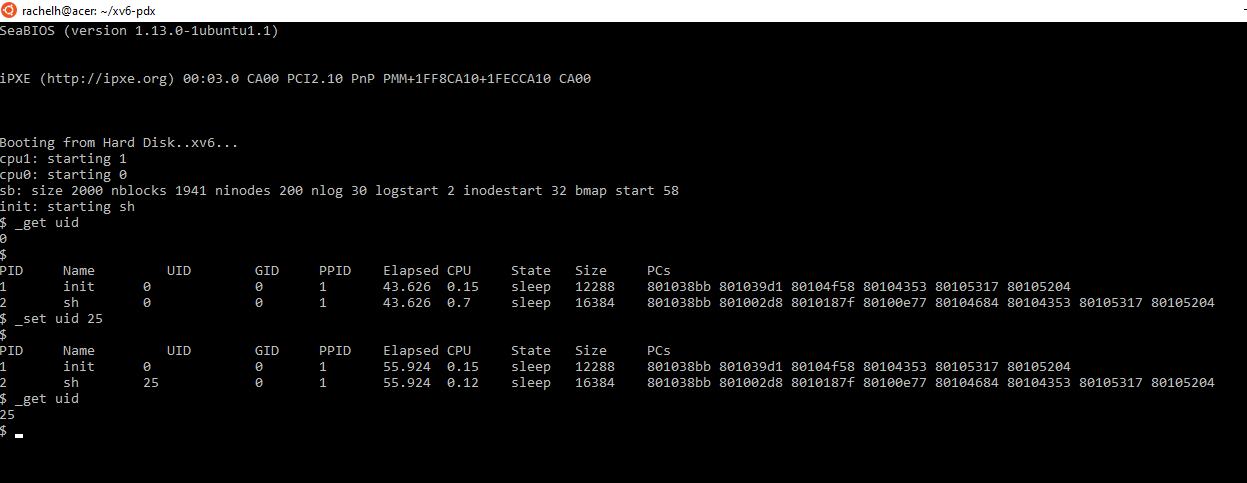 rachelh@acer: ~/xv6-pdx
SeaBIOS (version 1.13.0-1ubuntu1.1)
iPXE (http://ipxe.org) 00:03.0 CA00 PCI2.10 PnP PMM+1FF8CA10+1FECCA10 CA00
Booting from Hard Disk..xv6...
cpu1: starting 1
cpu0: starting 0
sb: size 2000 nblocks 1941 ninodes 200 nlog 30 logstart 2 inodestart 32 bmap start 58
init: starting sh
$ _get uid
0
$
PID Name UID GID PPID Elapsed CPU State Size PCs
1 init 0 0 1 43.626 0.15 sleep 12288 801038bb 801039d1 80104f58 80104353 80105317 80105204
2 sh 0 0 1 43.626 0.7 sleep 16384 801038bb 801002d8 8010187f 80100e77 80104684 80104353 80105317 80105204
$ _set uid 25
$
PID Name UID GID PPID Elapsed CPU State Size PCs
1 init 0 0 1 55.924 0.15 sleep 12288 801038bb 801039d1 80104f58 80104353 80105317 80105204
2 sh 25 0 1 55.924 0.12 sleep 16384 801038bb 801002d8 8010187f 80100e77 80104684 80104353 80105317 80105204
$ _get uid
25
$